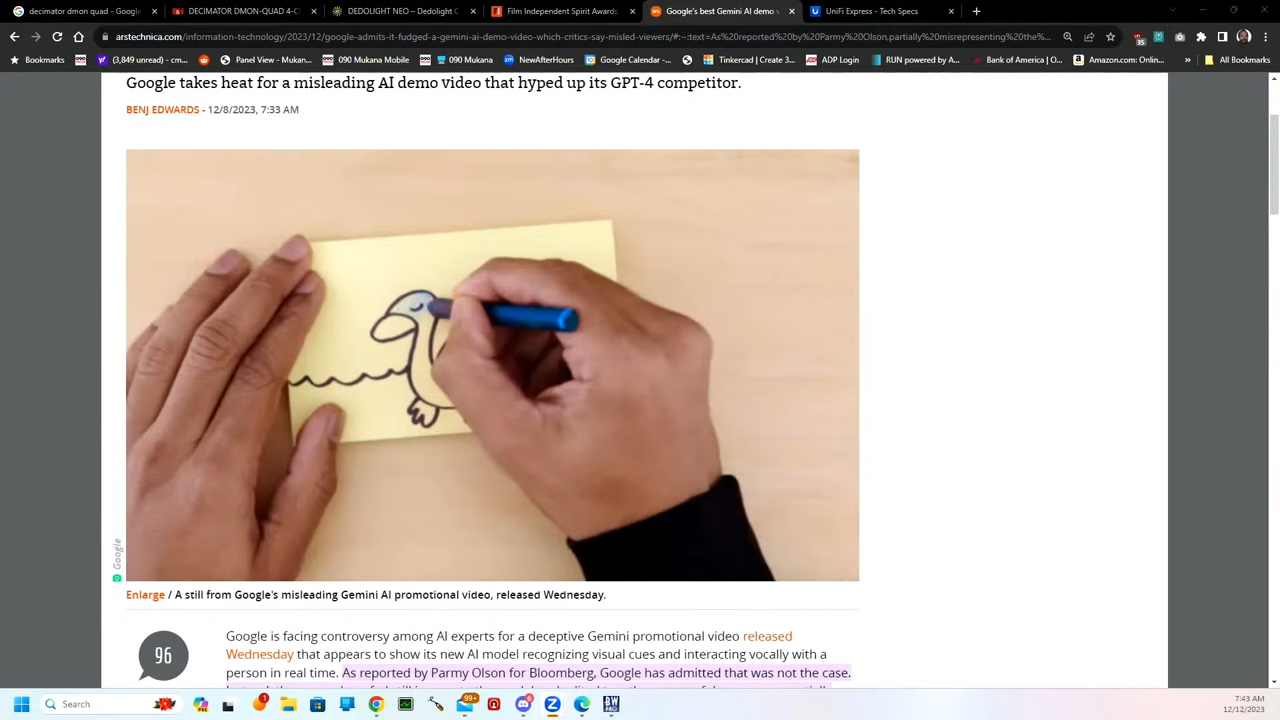 decimator dmon quad - Google
DECIMATOR DMON-QUAD 4-C
DEDOLIGHT NEO – Dedolight C
Film Independent Spirit Awards
Google's best Gemini AI demo v
UniFi Express - Tech Specs
arstechnica.com/information-technology/2023/12/google-admits-it-fudged-a-gemini-ai-demo-video-which-critics-say-misled-viewers/#:~:text=As%20reported%20by%20Parmy%20Olson,partially%20misrepresenting%20the%...
Bookmarks
(3,849 unread) - cm...
Panel View - Mukan...
090 Mukana Mobile
090 Mukana
NewAfterHours
Google Calendar -...
Tinkercad | Create 3...
ADP Login
RUN powered by A...
Bank of America | O...
Amazon.com: Onlin...
All Bookmarks
Google takes heat for a misleading AI demo video that hyped up its GPT-4 competitor.
BENJ EDWARDS - 12/8/2023, 7:33 AM
Google
Enlarge / A still from Google's misleading Gemini AI promotional video, released Wednesday.
96
Google is facing controversy among AI experts for a deceptive Gemini promotional video released
Wednesday that appears to show its new AI model recognizing visual cues and interacting vocally with a
person in real time. As reported by Parmy Olson for Bloomberg, Google has admitted that was not the case.
Search
99+
7:43 AM
12/12/2023